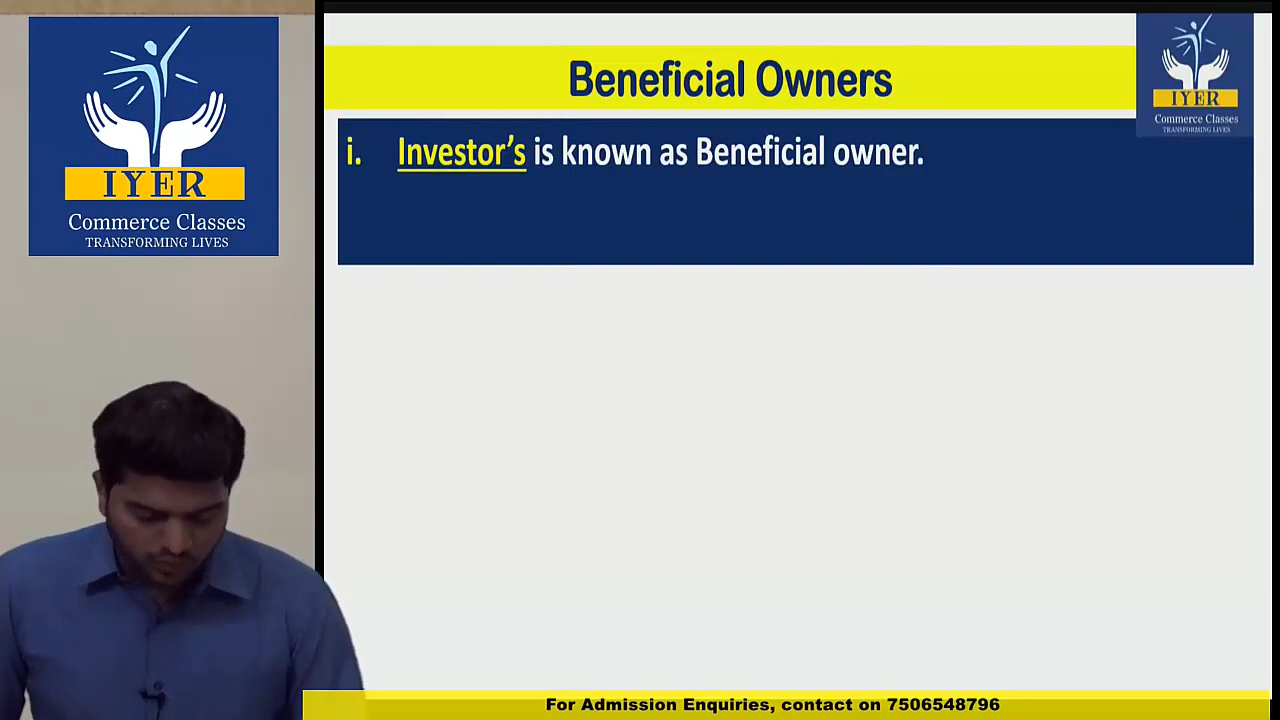 IYER
Commerce Classes
TRANSFORMING LIVES
Beneficial Owners
IYER
Commerce Classes
TRANSFORMING LIVES
i. Investor's is known as Beneficial owner.
For Admission Enquiries, contact on 7506548796